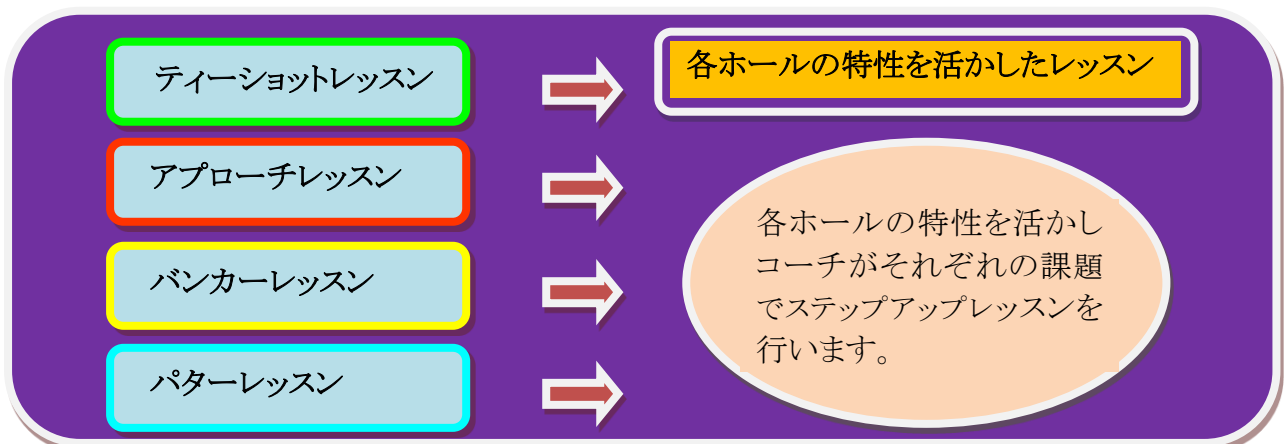 ティーショットレッスン
アプローチレッスン
バンカーレッスン
パターレッスン
各ホールの特性を活かしたレッスン
各ホールの特性を活かし
コーチがそれぞれの課題
でステップアップレッスンを
行います。